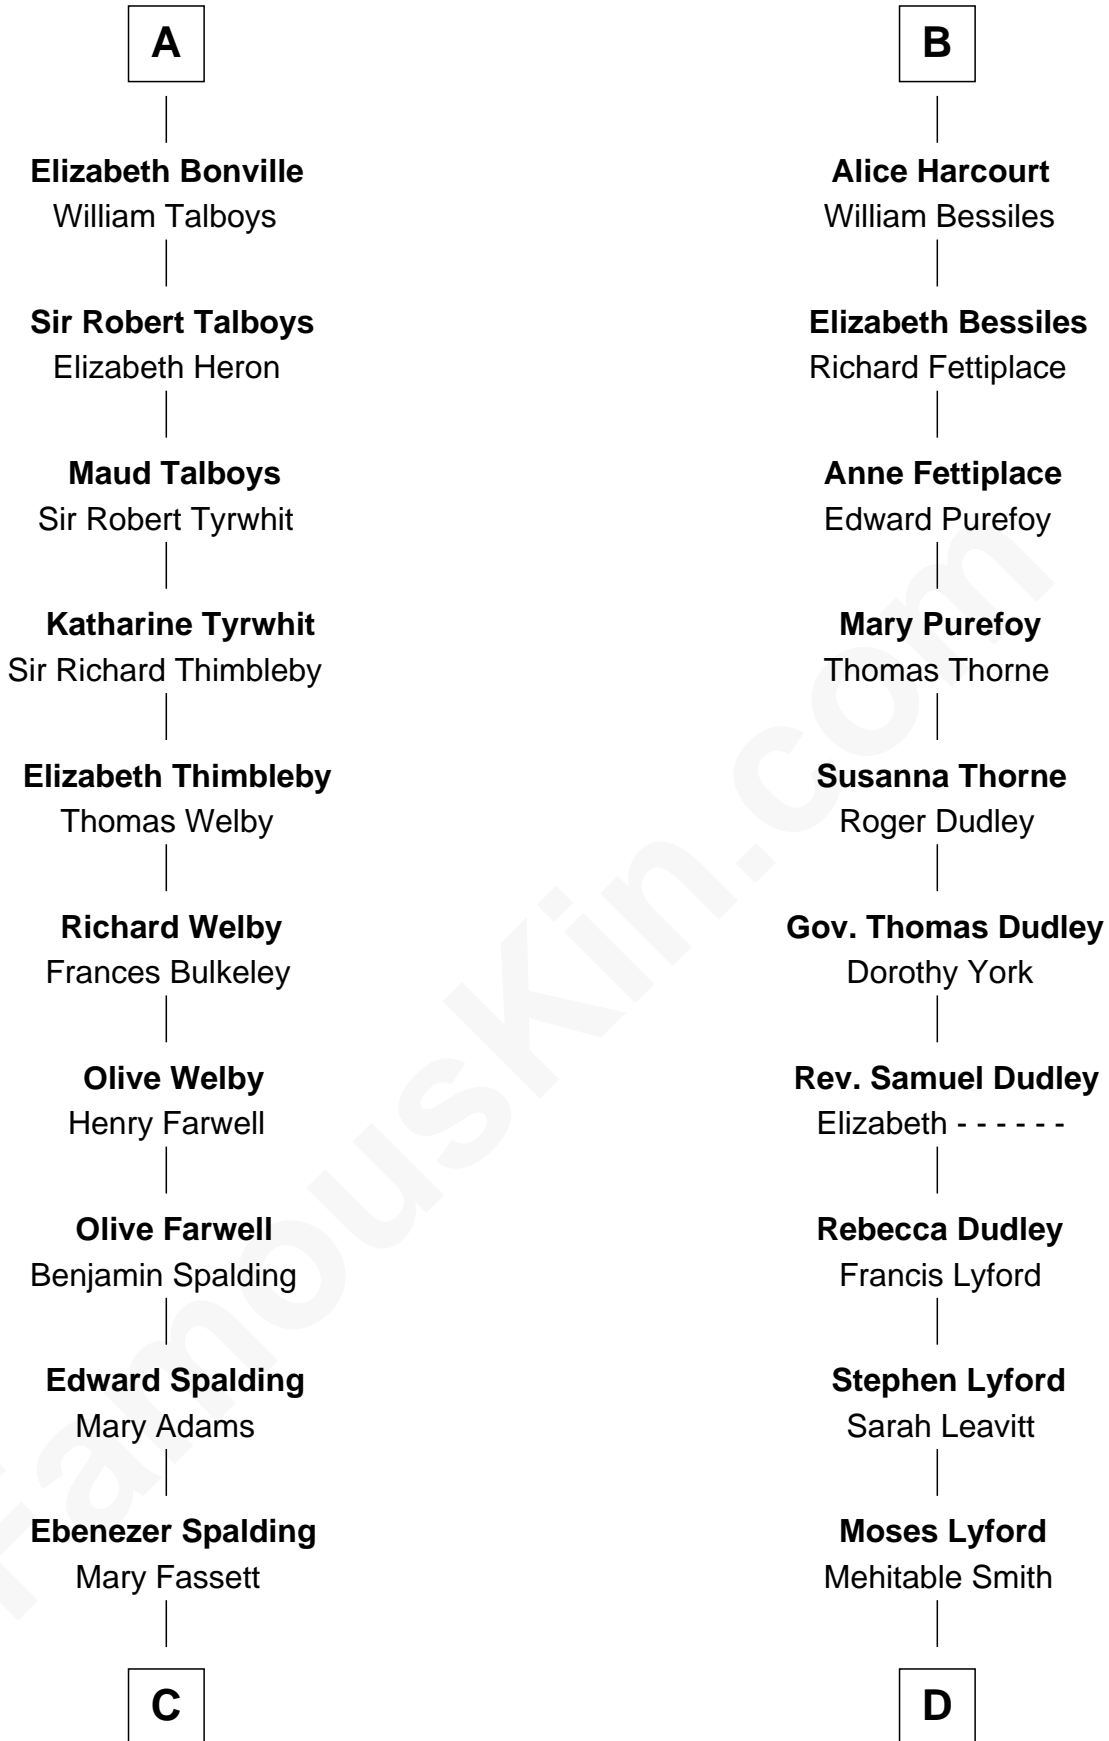 A
Elizabeth Bonville
William Talboys
Sir Robert Talboys
Elizabeth Heron
Maud Talboys
Sir Robert Tyrwhit
Katharine Tyrwhit
Sir Richard Thimbleby
Elizabeth Thimbleby
Thomas Welby
Richard Welby
Frances Bulkeley
Olive Welby
Henry Farwell
Olive Farwell
Benjamin Spalding
Edward Spalding
Mary Adams
Ebenezer Spalding
Mary Fassett
C
B
Alice Harcourt
William Bessiles
Elizabeth Bessiles
Richard Fettiplace
Anne Fettiplace
Edward Purefoy
Mary Purefoy
Thomas Thorne
Susanna Thorne
Roger Dudley
Gov. Thomas Dudley
Dorothy York
Rev. Samuel Dudley
Elizabeth - - - - - -
Rebecca Dudley
Francis Lyford
Stephen Lyford
Sarah Leavitt
Moses Lyford
Mehitable Smith
D
FamousKin.com